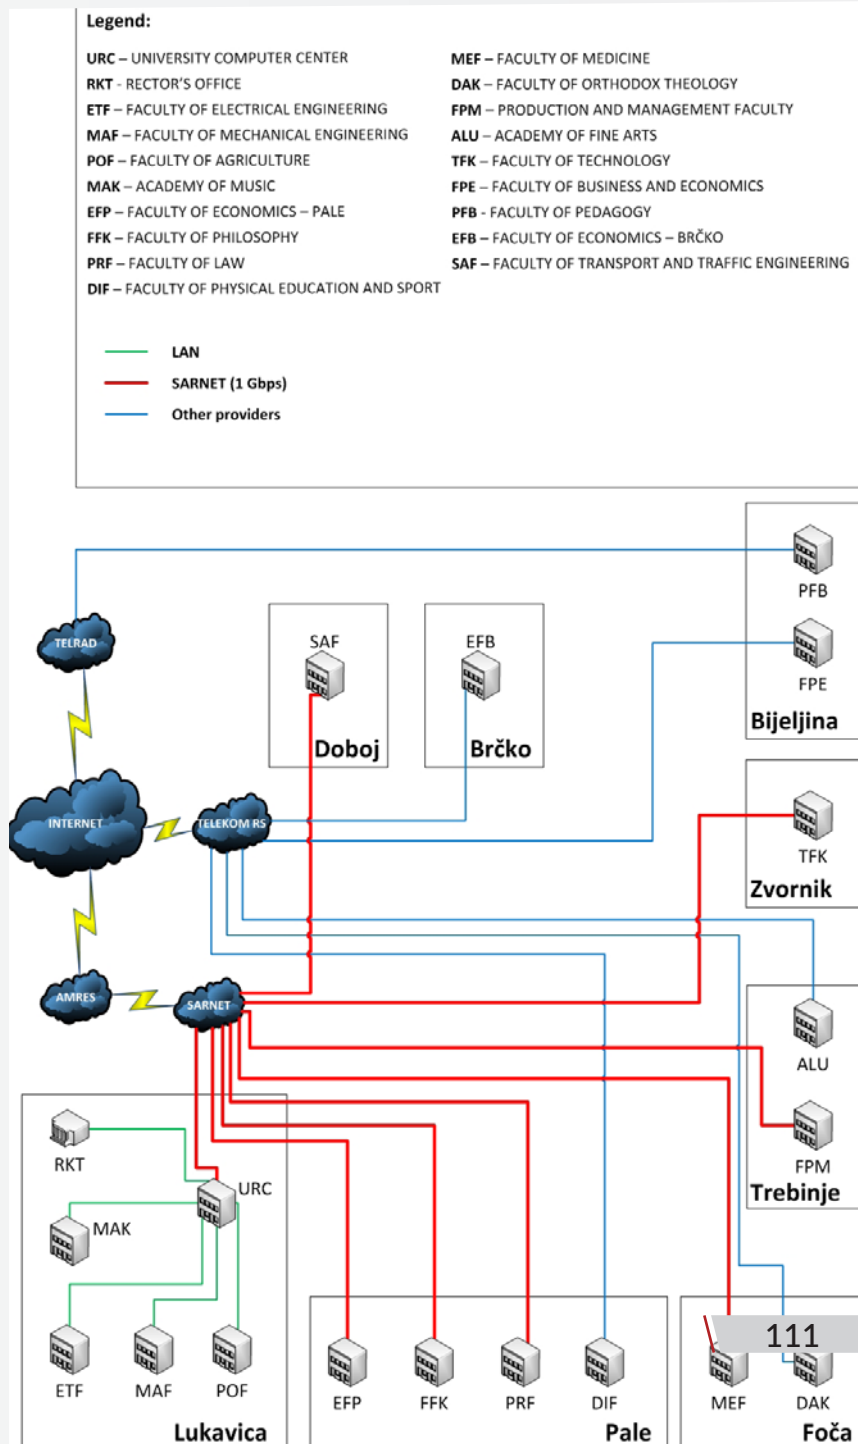 Legend:
URC – UNIVERSITY COMPUTER CENTER
RKT - RECTOR'S OFFICE
ETF – FACULTY OF ELECTRICAL ENGINEERING
MAF – FACULTY OF MECHANICAL ENGINEERING
POF – FACULTY OF AGRICULTURE
MAK – ACADEMY OF MUSIC
EFP – FACULTY OF ECONOMICS – PALE
FFK – FACULTY OF PHILOSOPHY
PRF – FACULTY OF LAW
DIF – FACULTY OF PHYSICAL EDUCATION AND SPORT
MEF – FACULTY OF MEDICINE
DAK – FACULTY OF ORTHODOX THEOLOGY
FPM – PRODUCTION AND MANAGEMENT FACULTY
ALU – ACADEMY OF FINE ARTS
TFK – FACULTY OF TECHNOLOGY
FPE – FACULTY OF BUSINESS AND ECONOMICS
PFB - FACULTY OF PEDAGOGY
EFB – FACULTY OF ECONOMICS – BRČKO
SAF – FACULTY OF TRANSPORT AND TRAFFIC ENGINEERING
LAN
SARNET (1 Gbps)
Other providers
PFB
FPE
Bijeljina
TELRAD
SAF
Doboj
EFB
Brčko
INTERNET
TELEKOM RS
TFK
Zvornik
AMRES
SARNET
ALU
FPM
Trebinje
RKT
URC
MAK
ETF
MAF
POF
Lukavica
EFP
FFK
PRF
DIF
Pale
111
MEF
DAK
Foča